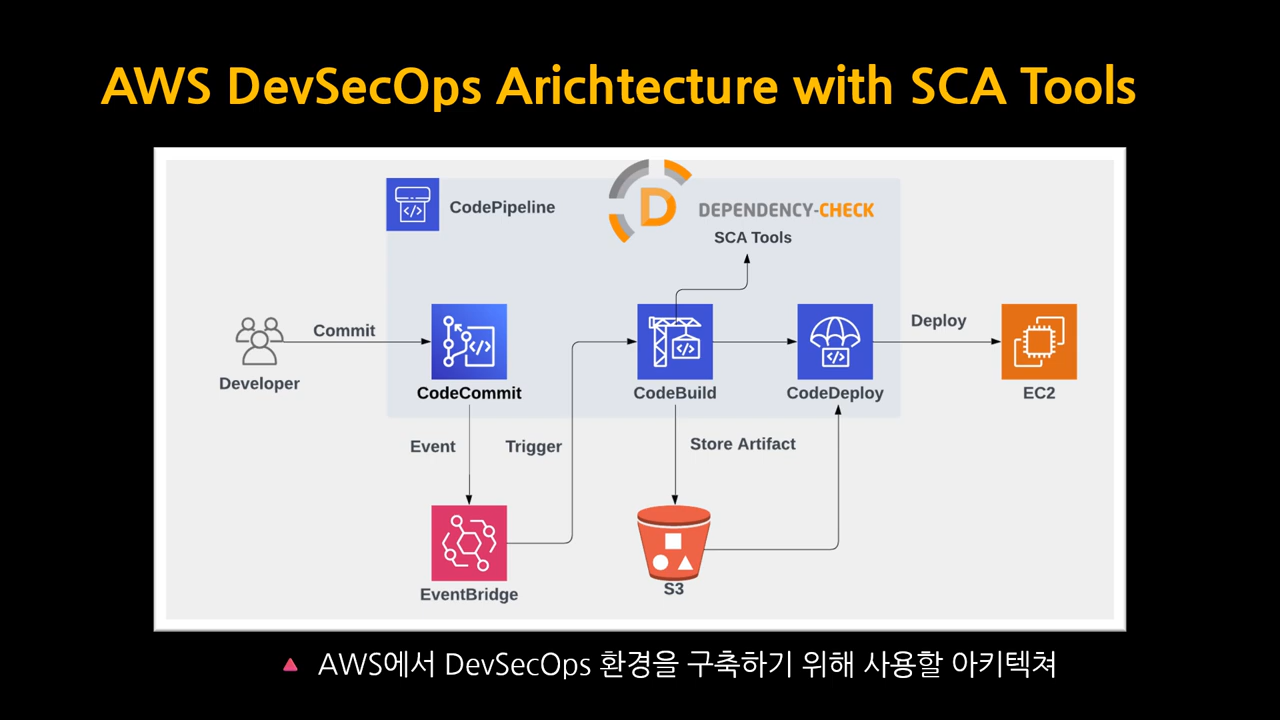 AWS DevSecOps Arichtecture with SCA Tools
CodePipeline
D
DEPENDENCY-CHECK
SCA Tools
Commit
Deploy
Developer
CodeCommit
CodeBuild
CodeDeploy
EC2
Event
Trigger
Store Artifact
EventBridge
S3
🔺 AWS에서 DevSecOps 환경을 구축하기 위해 사용할 아키텍쳐